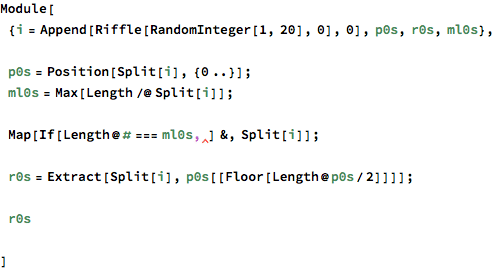 Module[
{i = Append[Riffle[RandomInteger[1, 20], 0], 0], p0s, r0s, ml0s},
p0s = Position[Split[i], {0 ..}];
ml0s = Max[Length /@ Split[i]];
Map[If[Length@# === ml0s, ] &, Split[i]];
r0s = Extract[Split[i], p0s[[Floor[Length@p0s / 2]]]];
r0s
]